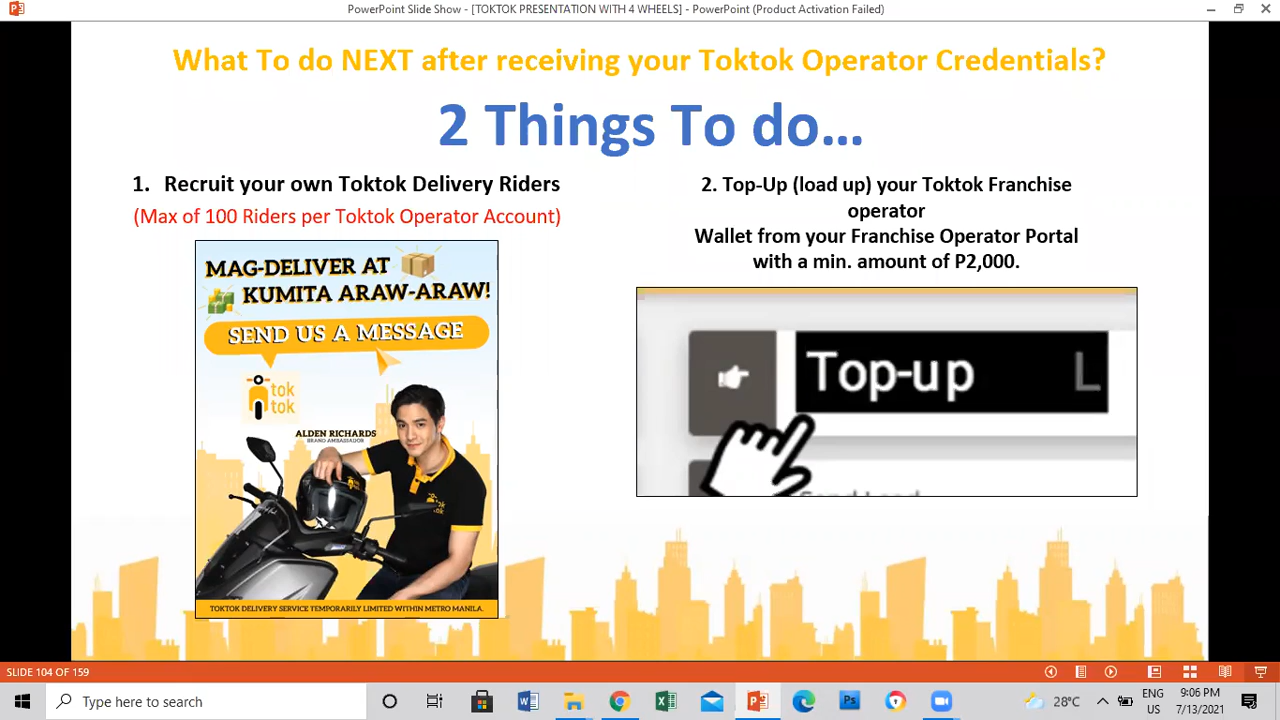 PowerPoint Slide Show - [TOKTOK PRESENTATION WITH 4 WHEELS] - PowerPoint (Product Activation Failed)
What To do NEXT after receiving your Toktok Operator Credentials?
2 Things To do...
1. Recruit your own Toktok Delivery Riders
(Max of 100 Riders per Toktok Operator Account)
MAG-DELIVER AT
KUMITA ARAW-ARAW!
SEND US A MESSAGE
tok
tok
ALDEN RICHARDS
BRAND AMBASSADOR
TOKTOK DELIVERY SERVICE TEMPORARILY LIMITED WITHIN METRO MANILA.
2. Top-Up (load up) your Toktok Franchise
operator
Wallet from your Franchise Operator Portal
with a min. amount of P2,000.
Top-up L
SLIDE 104 OF 159
Type here to search
28°C
ENG
US
9:06 PM
7/13/2021